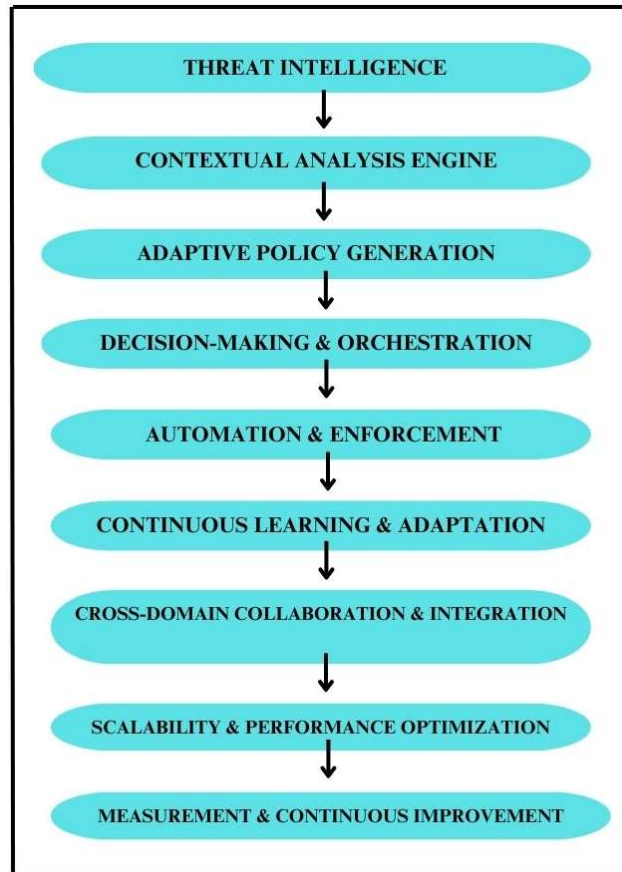 THREAT INTELLIGENCE
CONTEXTUAL ANALYSIS ENGINE
ADAPTIVE POLICY GENERATION
DECISION-MAKING & ORCHESTRATION
AUTOMATION & ENFORCEMENT
CONTINUOUS LEARNING & ADAPTATION
CROSS-DOMAIN COLLABORATION & INTEGRATION
SCALABILITY & PERFORMANCE OPTIMIZATION
MEASUREMENT & CONTINUOUS IMPROVEMENT